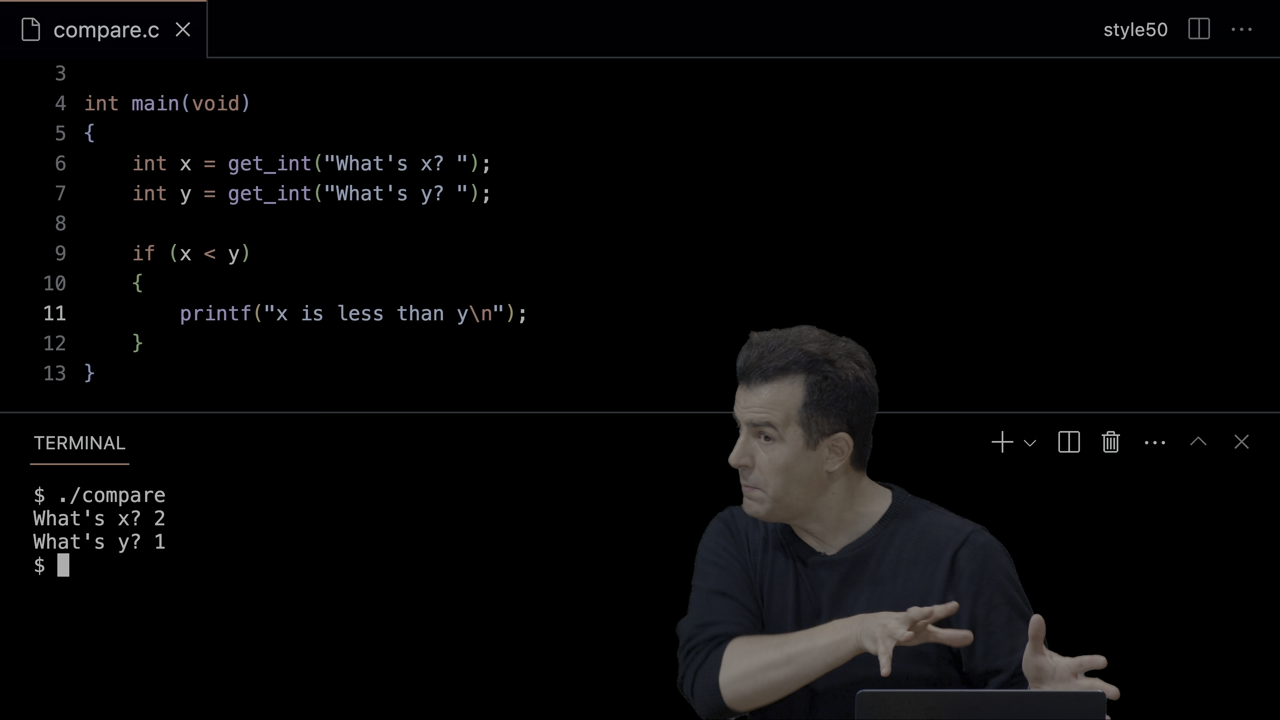 compare.c
style50
3
4 int main(void)
5 {
6     int x = get_int("What's x? ");
7     int y = get_int("What's y? ");
8
9     if (x < y)
10     {
11         printf("x is less than y\n");
12     }
13 }
TERMINAL
$ ./compare
What's x? 2
What's y? 1
$